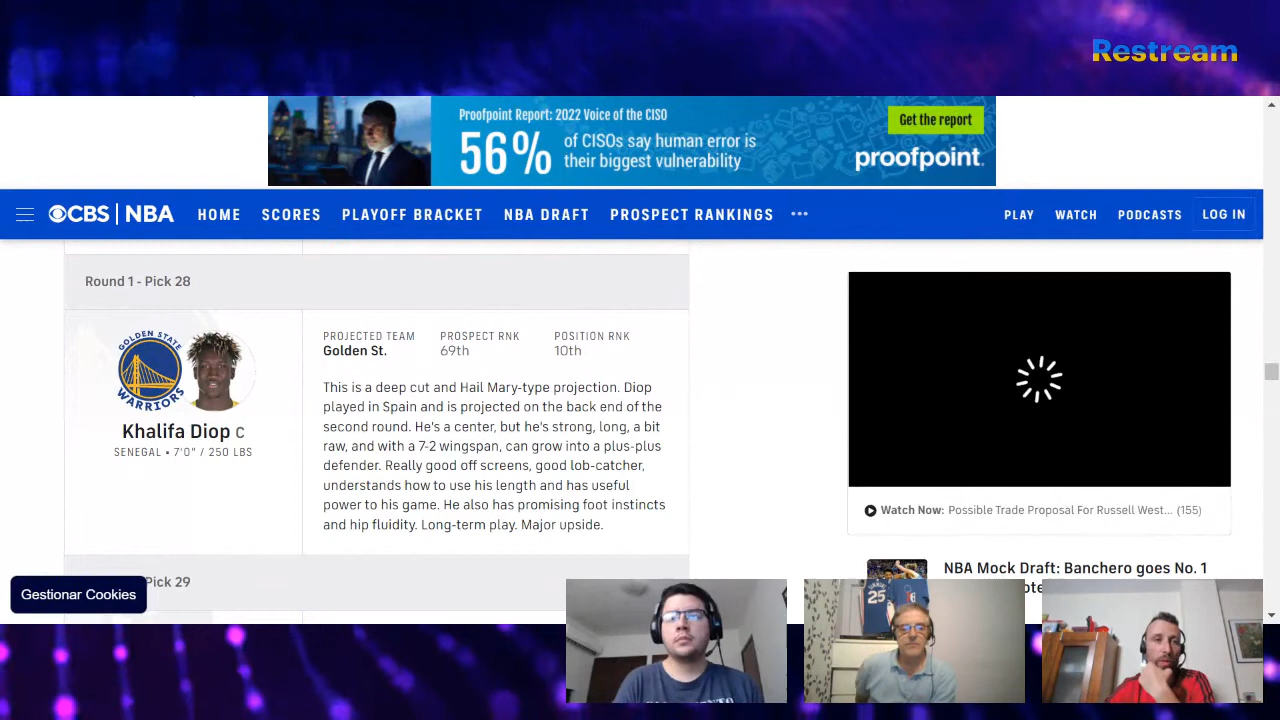 Restream
Proofpoint Report: 2022 Voice of the CISO
56%
of CISOs say human error is
their biggest vulnerability
Get the report
proofpoint.
CBS | NBA
HOME
SCORES
PLAYOFF BRACKET
NBA DRAFT
PROSPECT RANKINGS
•••
PLAY
WATCH
PODCASTS
LOG IN
Round 1 - Pick 28
GOLDEN STATE
WARRIORS
Khalifa Diop C
SENEGAL • 7'0" / 250 LBS
PROJECTED TEAM
Golden St.
PROSPECT RNK
69th
POSITION RNK
10th
This is a deep cut and Hail Mary-type projection. Diop
played in Spain and is projected on the back end of the
second round. He's a center, but he's strong, long, a bit
raw, and with a 7-2 wingspan, can grow into a plus-plus
defender. Really good off screens, good lob-catcher,
understands how to use his length and has useful
power to his game. He also has promising foot instincts
and hip fluidity. Long-term play. Major upside.
Pick 29
Watch Now: Possible Trade Proposal For Russell West... (155)
NBA Mock Draft: Banchero goes No. 1
Gestionar Cookies
25